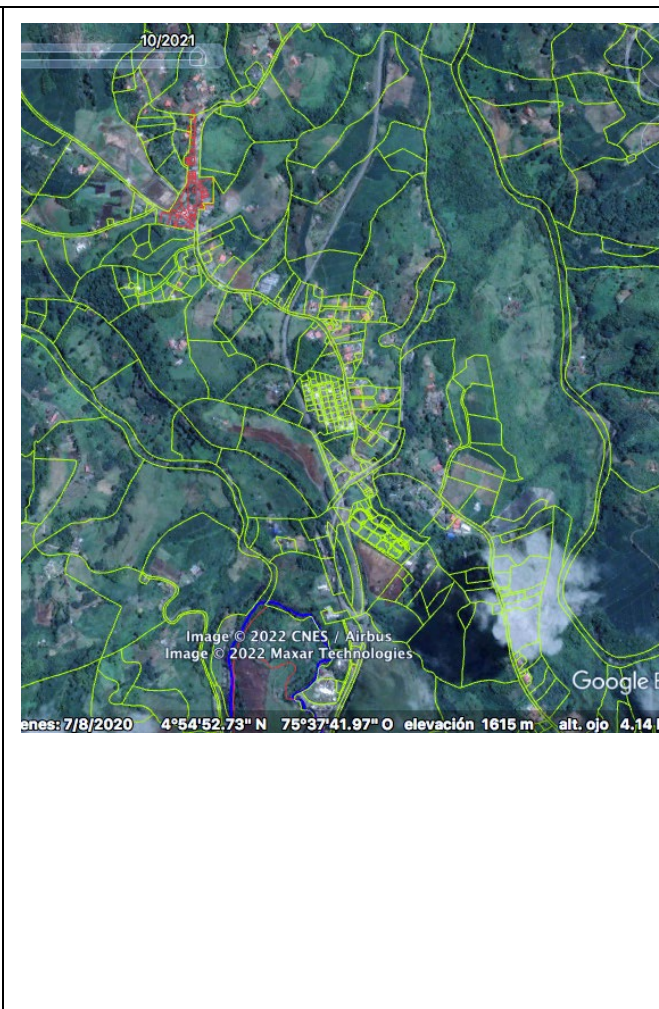 10/2021
Image © 2022 CNES / Airbus
Image © 2022 Maxar Technologies
Google E
enes: 7/8/2020 4°54'52.73" N 75°37'41.97" O elevación 1615 m alt. ojo 4.14